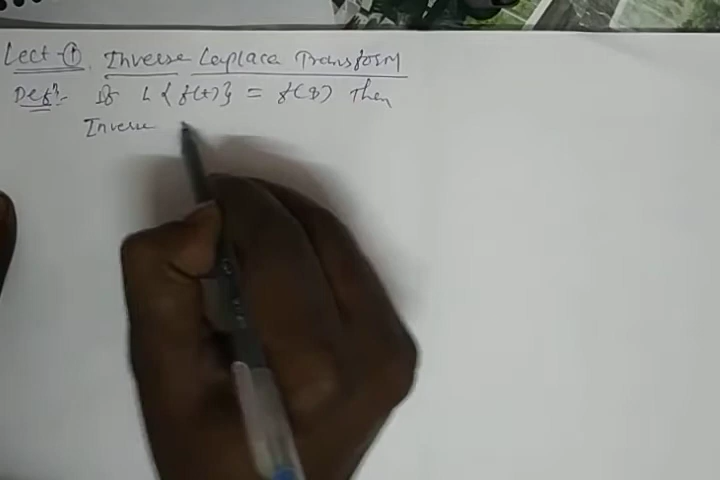 Lect-① Inverse Laplace Transform
Defⁿ:- If L{f(t)} = f(s) Then
Inverse